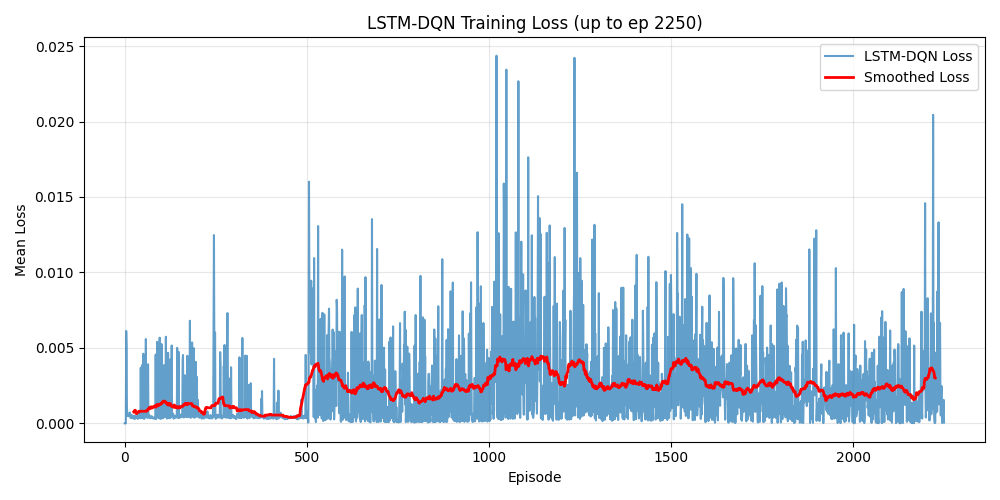 LSTM-DQN Training Loss (up to ep 2250)
LSTM-DQN Loss
Smoothed Loss
Mean Loss
0.025
0.020
0.015
0.010
0.005
0.000
0
500
1000
1500
2000
Episode